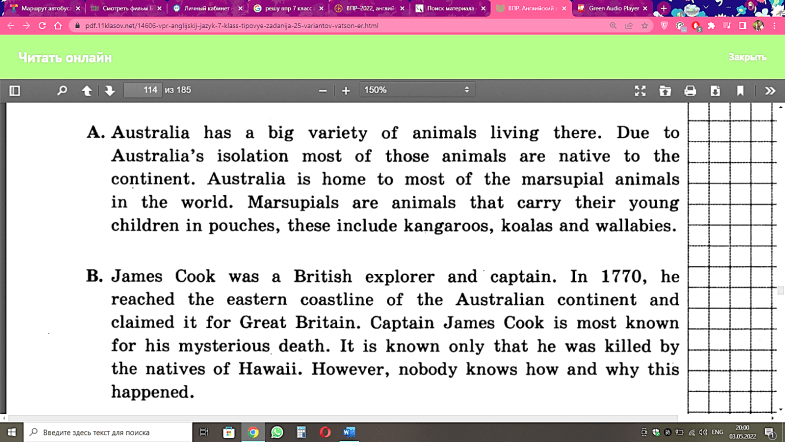 Маршрут автобус
Личный кабинет
ВПР-2022, англий
Поиск материала
ВПР. Английский
Green Audio Player
pdf.11klasov.net/14606-vpr-anglijskij-jazyk-7-klass-tipovye-zadanija-25-variantov-vatson-er.html
Читать онлайн
Закрыть
114 из 185
150%
A. Australia has a big variety of animals living there. Due to
Australia's isolation most of those animals are native to the
continent. Australia is home to most of the marsupial animals
in the world. Marsupials are animals that carry their young
children in pouches, these include kangaroos, koalas and wallabies.
B. James Cook was a British explorer and captain. In 1770, he
reached the eastern coastline of the Australian continent and
claimed it for Great Britain. Captain James Cook is most known
for his mysterious death. It is known only that he was killed by
the natives of Hawaii. However, nobody knows how and why this
happened.
Введите здесь текст для поиска
ENG
20:00
03.05.2022